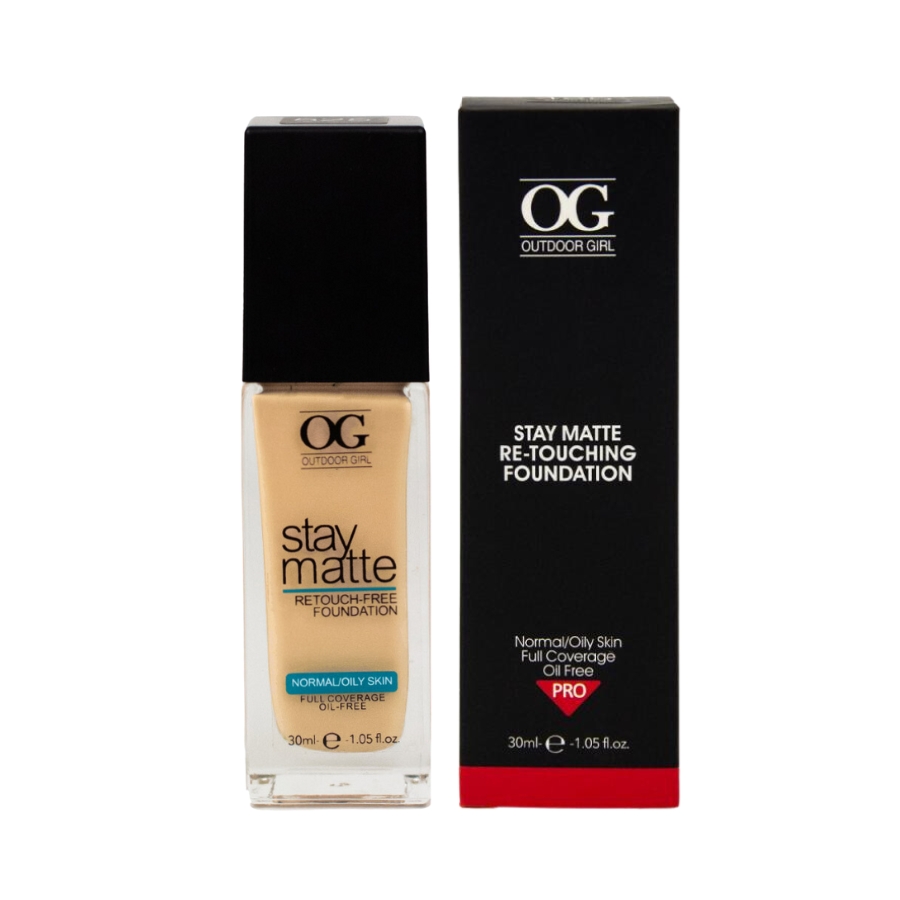 OG
OUTDOOR GIRL
stay
matte
RETOUCH-FREE
FOUNDATION
NORMAL/OILY SKIN
FULL COVERAGE
OIL-FREE
30ml- e -1.05 fl.oz.
OG
OUTDOOR GIRL
STAY MATTE
RE-TOUCHING
FOUNDATION
Normal/Oily Skin
Full Coverage
Oil Free
PRO
30ml- e -1.05 fl.oz.